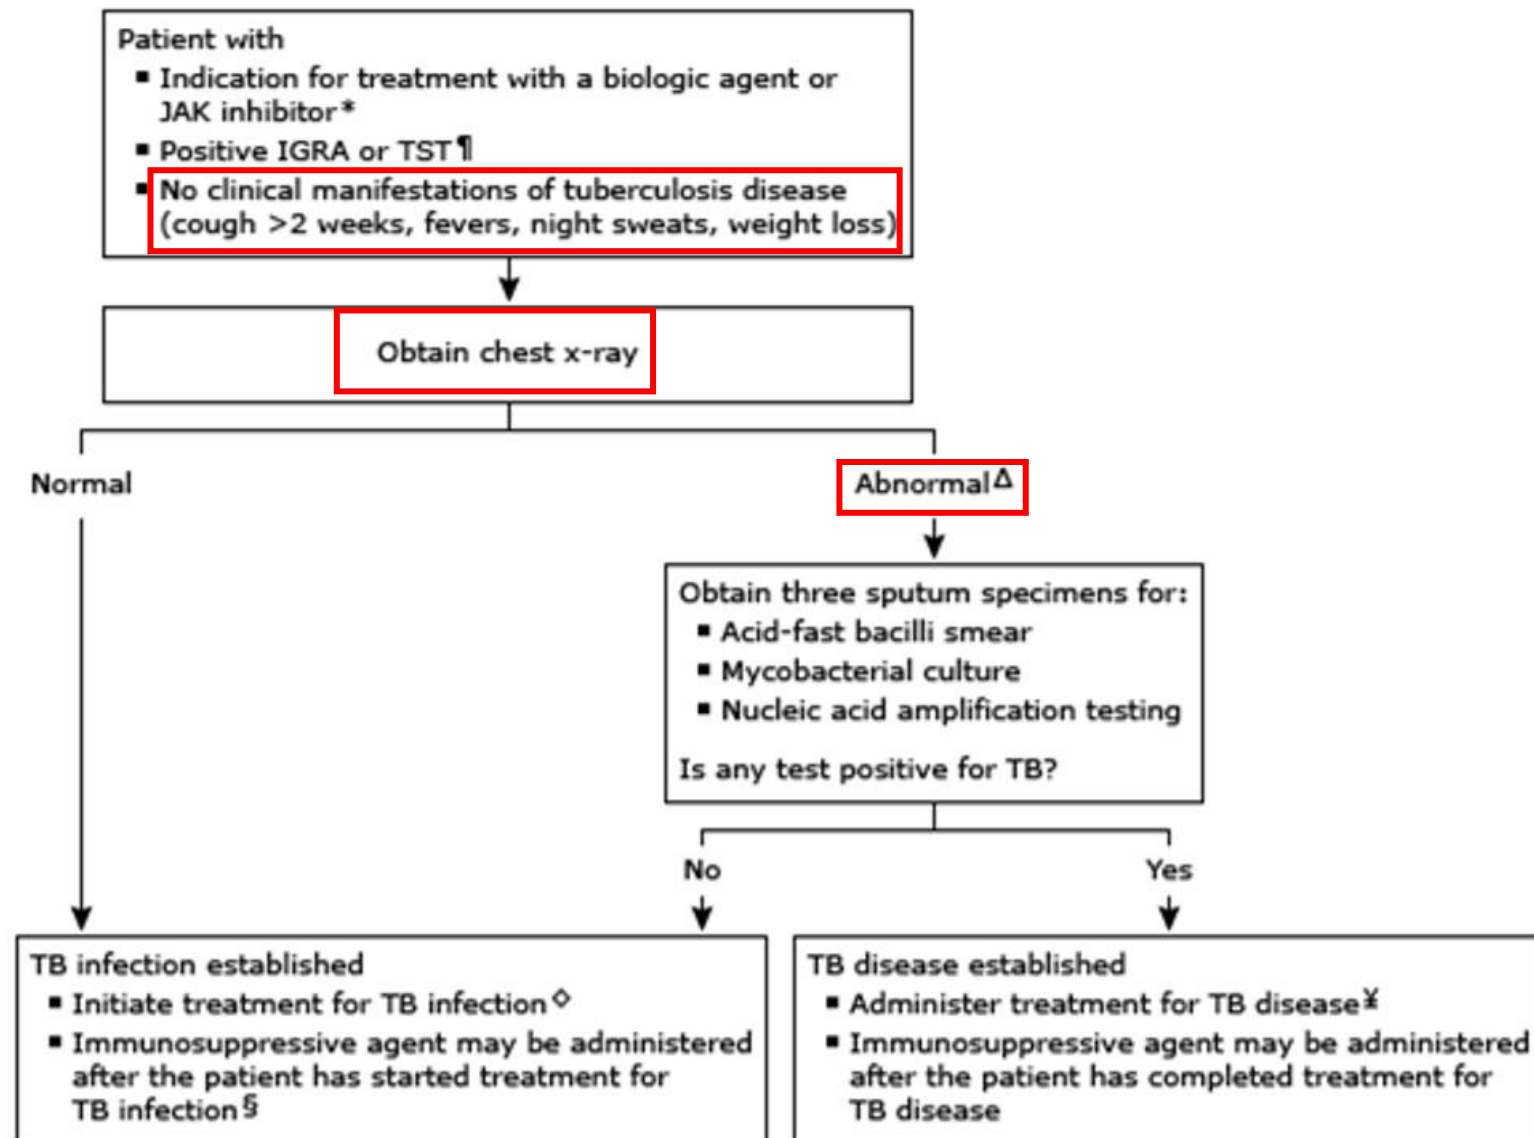 Patient with
▪ Indication for treatment with a biologic agent or
JAK inhibitor*
▪ Positive IGRA or TST¶
▪ No clinical manifestations of tuberculosis disease
(cough >2 weeks, fevers, night sweats, weight loss)
Obtain chest x-ray
Normal
AbnormalΔ
Obtain three sputum specimens for:
▪ Acid-fast bacilli smear
▪ Mycobacterial culture
▪ Nucleic acid amplification testing
Is any test positive for TB?
No
Yes
TB infection established
▪ Initiate treatment for TB infection◇
▪ Immunosuppressive agent may be administered
after the patient has started treatment for
TB infection§
TB disease established
▪ Administer treatment for TB disease¥
▪ Immunosuppressive agent may be administered
after the patient has completed treatment for
TB disease